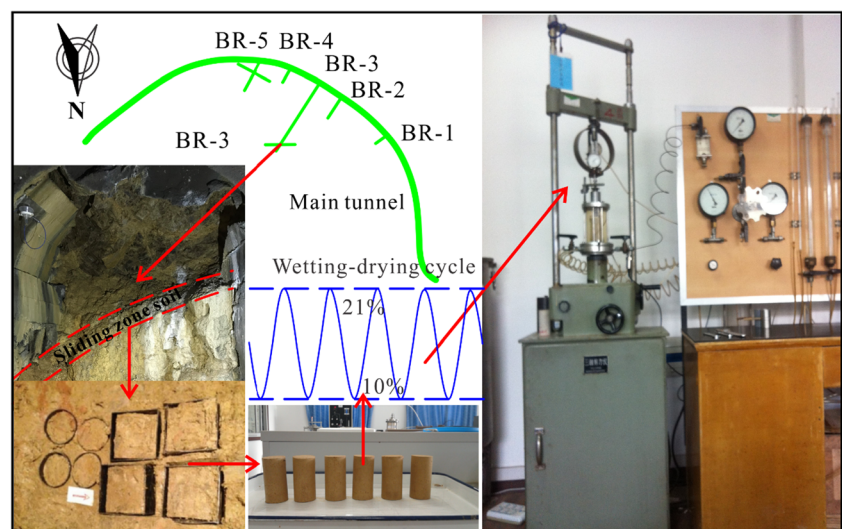 BR-5
BR-4
BR-3
BR-2
BR-3
BR-1
N
Main tunnel
Wetting-drying cycle
21%
Sliding zone soil
10%